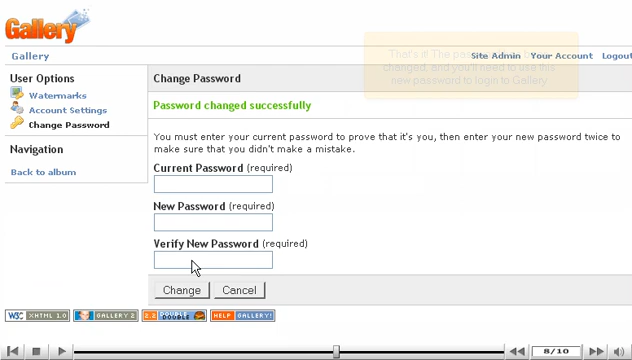 Gallery
Gallery
Site Admin Your Account Logout
That's it! The
changed, and you'll need to use this
new password to login to Gallery
User Options
Watermarks
Account Settings
Change Password
Navigation
Back to album
Change Password
Password changed successfully
You must enter your current password to prove that it's you, then enter your new password twice to
make sure that you didn't make a mistake.
Current Password (required)
New Password (required)
Verify New Password (required)
Change Cancel
W3C XHTML 1.0 GALLERY 2 2.2 DOUBLE DOUBLE HELP GALLERY!
8/10